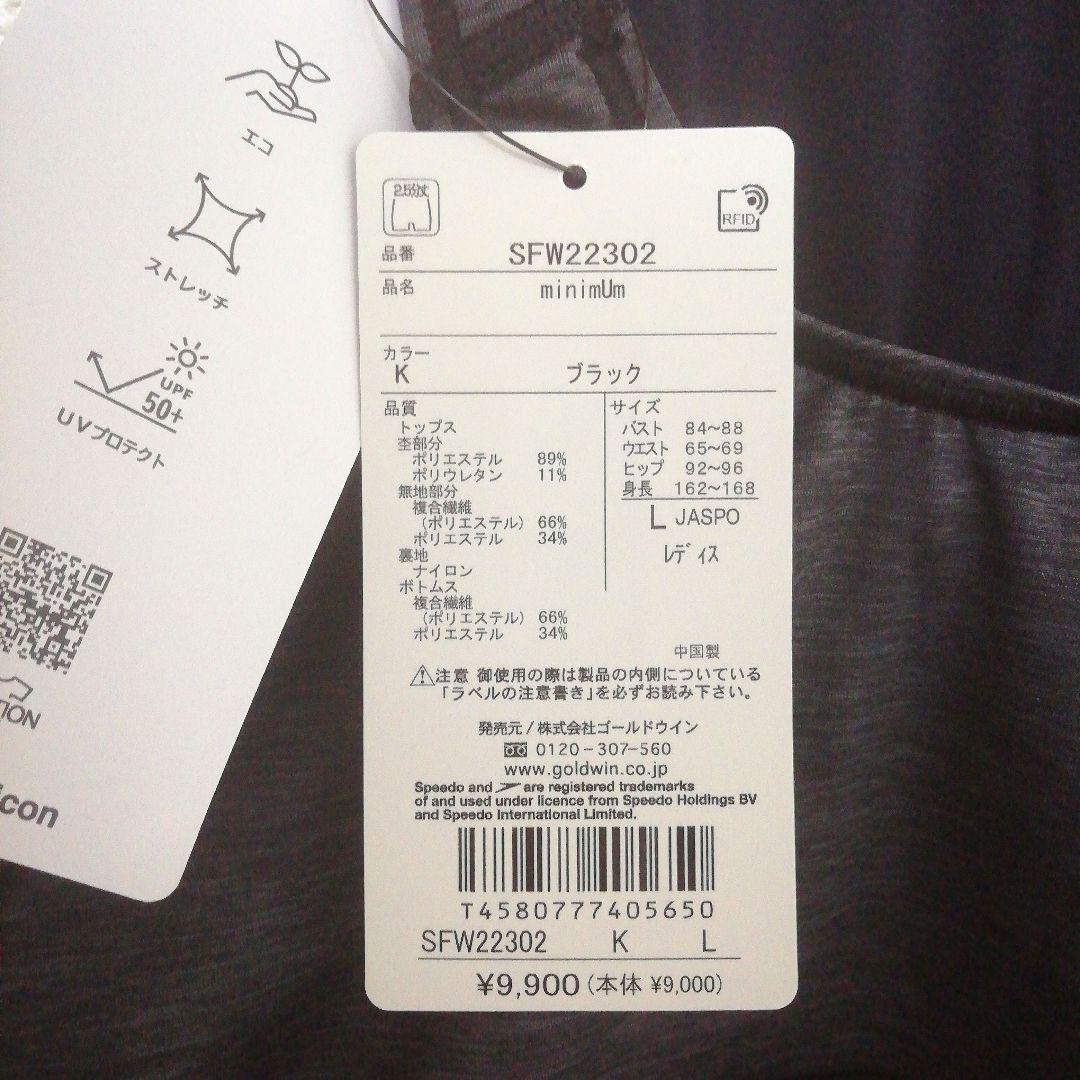 エコ
ストレッチ
UPF
50+
UVプロテクト
TION
icon
2.5分丈
RFID
品番 SFW22302
品名 minimUm
カラー
K ブラック
品質
トップス
杢部分
ポリエステル 89%
ポリウレタン 11%
無地部分
複合繊維
(ポリエステル) 66%
ポリエステル 34%
裏地
ナイロン
ボトムス
複合繊維
(ポリエステル) 66%
ポリエステル 34%
サイズ
バスト 84~88
ウエスト 65~69
ヒップ 92~96
身長 162~168
L JASPO
レディス
中国製
⚠注意 御使用の際は製品の内側についている
「ラベルの注意書き」を必ずお読み下さい。
発売元/株式会社ゴールドウイン
0120-307-560
www.goldwin.co.jp
Speedo and are registered trademarks
of and used under licence from Speedo Holdings BV
and Speedo International Limited.
T4580777405650
SFW22302 K L
¥9,900(本体 ¥9,000)